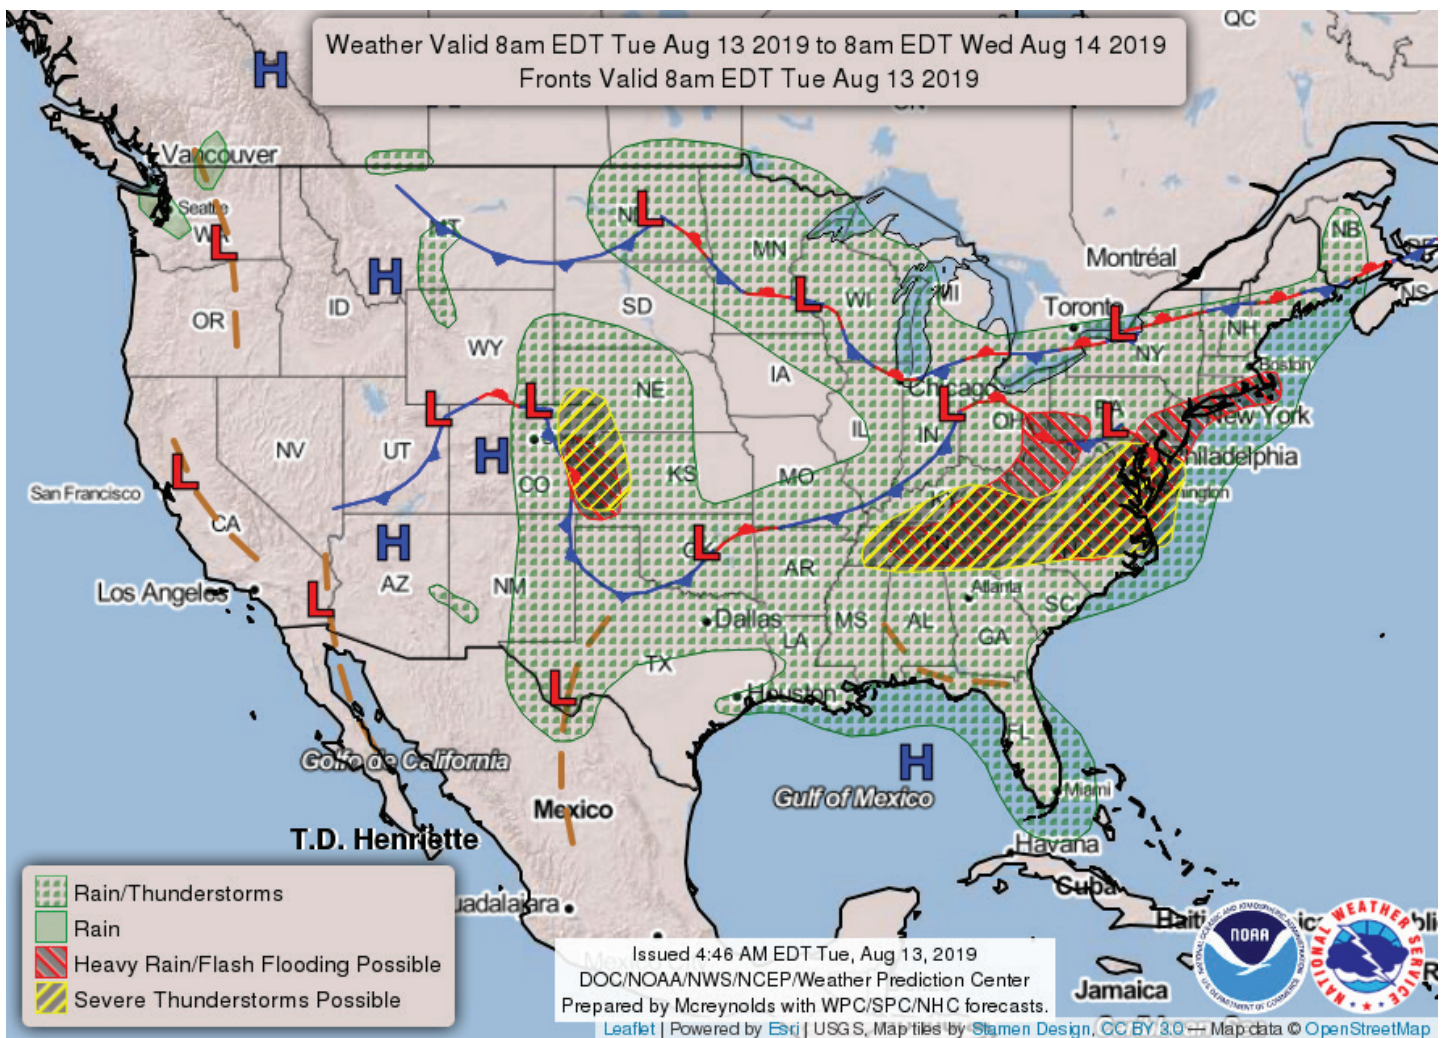 QC
Weather Valid 8am EDT Tue Aug 13 2019 to 8am EDT Wed Aug 14 2019
Fronts Valid 8am EDT Tue Aug 13 2019
H
Vancouver
Seattle
WA
L
MT
H
L
MN
L
WI
MI
Montréal
NB
NS
Toronto
L
NY
NH
Boston
OR
ID
SD
WY
NE
IA
Chicago
L
L
L
IL
IN
OH
PA
L
New York
Philadelphia
NV
UT
H
CO
KS
MO
KY
San Francisco
L
CA
H
AZ
NM
L
AR
Atlanta
SC
Los Angeles
L
Dallas
LA
MS
AL
GA
TX
L
Houston
FL
H
Miami
Golfo de California
Gulf of Mexico
Mexico
T.D. Henriette
Havana
Cuba
Haiti
Jamaica
Rain/Thunderstorms
Rain
Heavy Rain/Flash Flooding Possible
Severe Thunderstorms Possible
uadalajara
Issued 4:46 AM EDT Tue, Aug 13, 2019
DOC/NOAA/NWS/NCEP/Weather Prediction Center
Prepared by Mcreynolds with WPC/SPC/NHC forecasts.
NOAA
NATIONAL WEATHER SERVICE
Leaflet | Powered by Esri | USGS, Map tiles by Stamen Design, CC BY 3.0 — Map data © OpenStreetMap